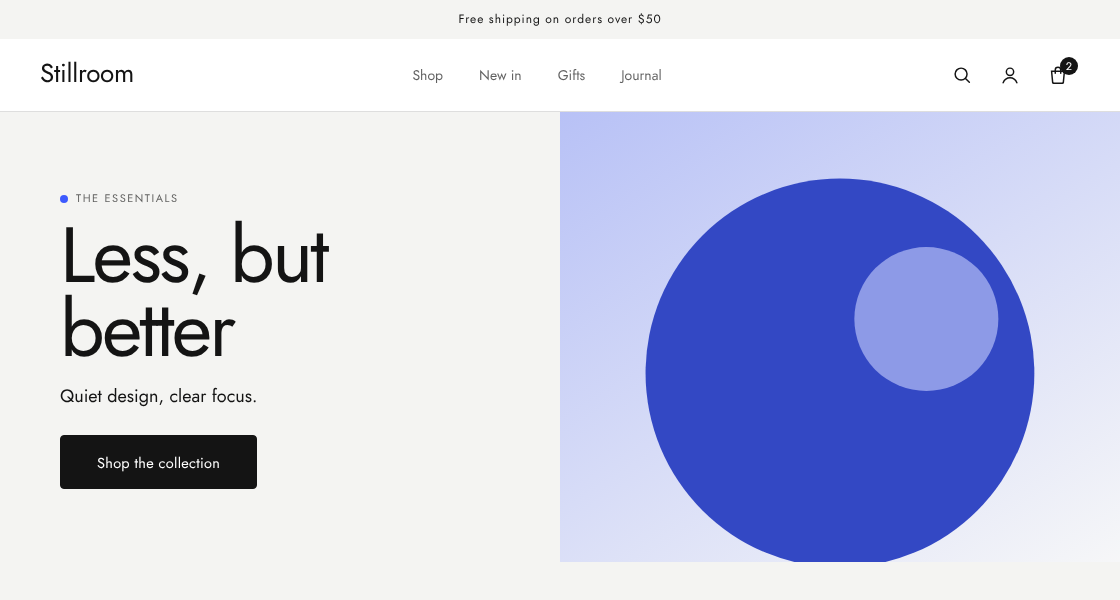 Free shipping on orders over $50
Stillroom
Shop
New in
Gifts
Journal
2
THE ESSENTIALS
Less, but
better
Quiet design, clear focus.
Shop the collection